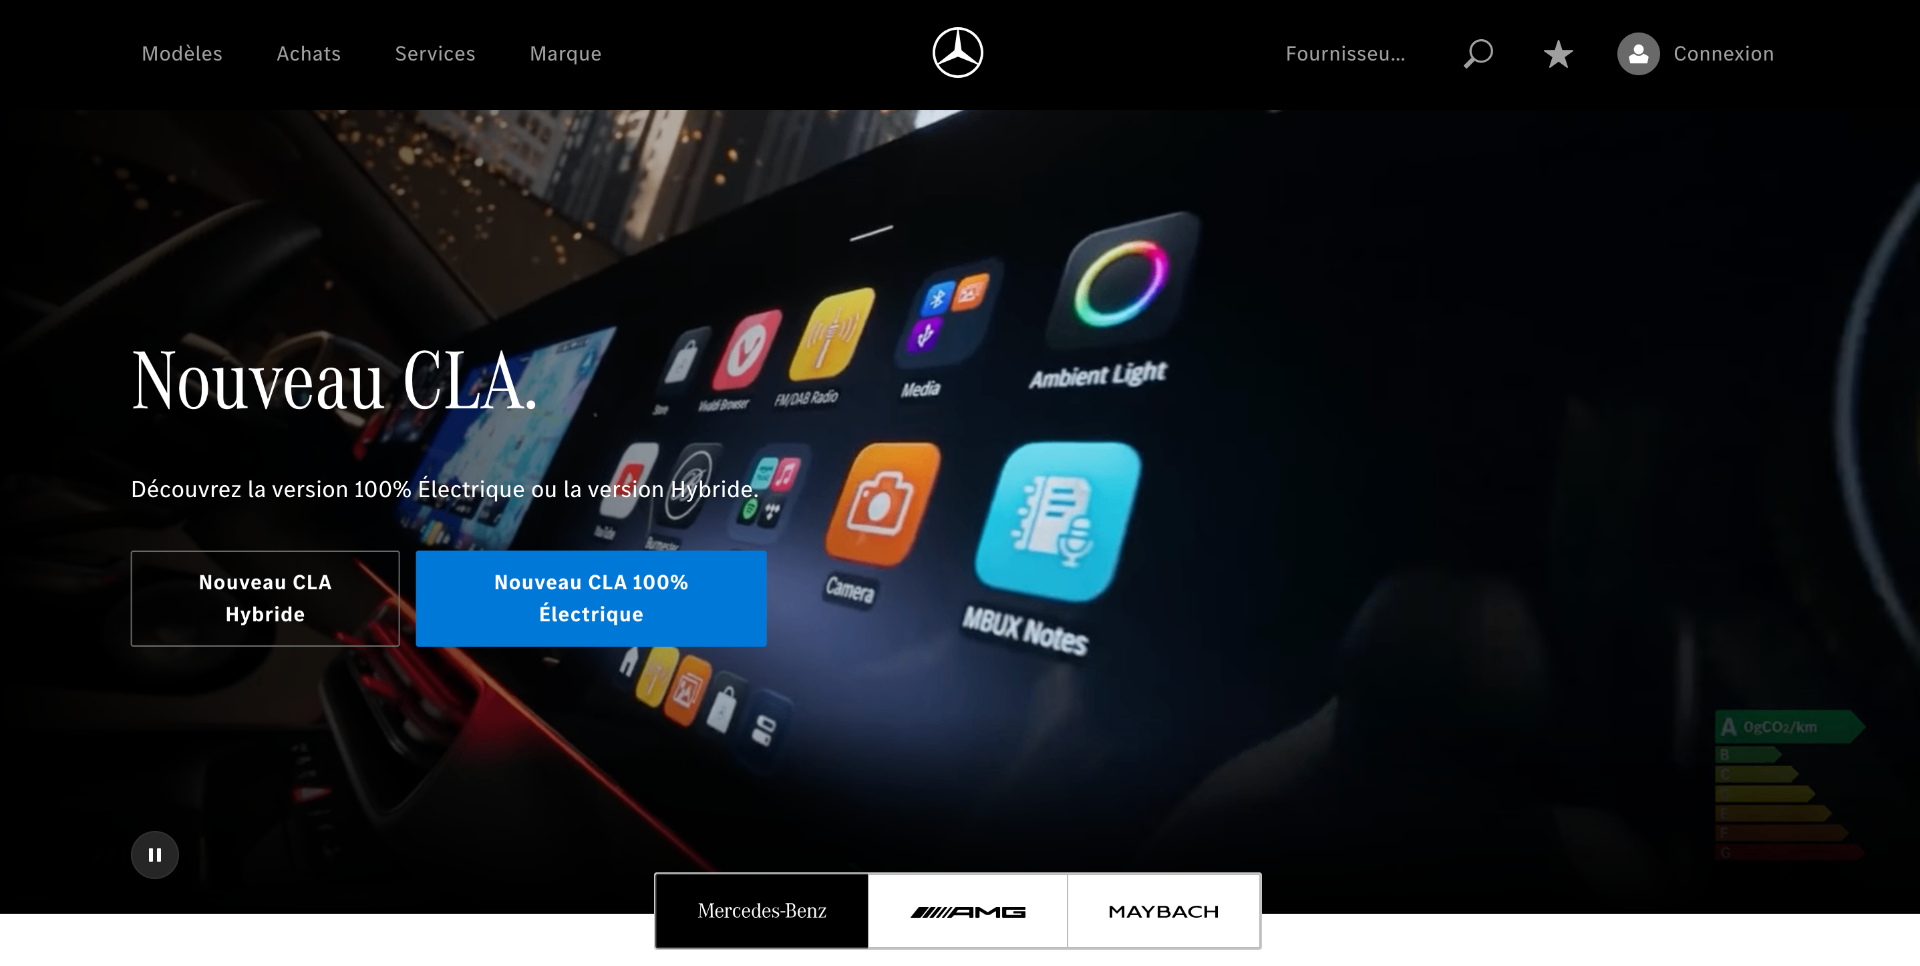 Modèles Achats Services Marque
Fournisseu... Connexion
Ambient Light
Media
FM/DAB Radio
Vivaldi Browser
Store
Nouveau CLA.
Découvrez la version 100% Électrique ou la version Hybride.
YouTube
Burmester
Camera
MBUX Notes
Nouveau CLA
Hybride
Nouveau CLA 100%
Électrique
A 0gCO2/km
B
C
E
F
G
Mercedes-Benz
AMG
MAYBACH